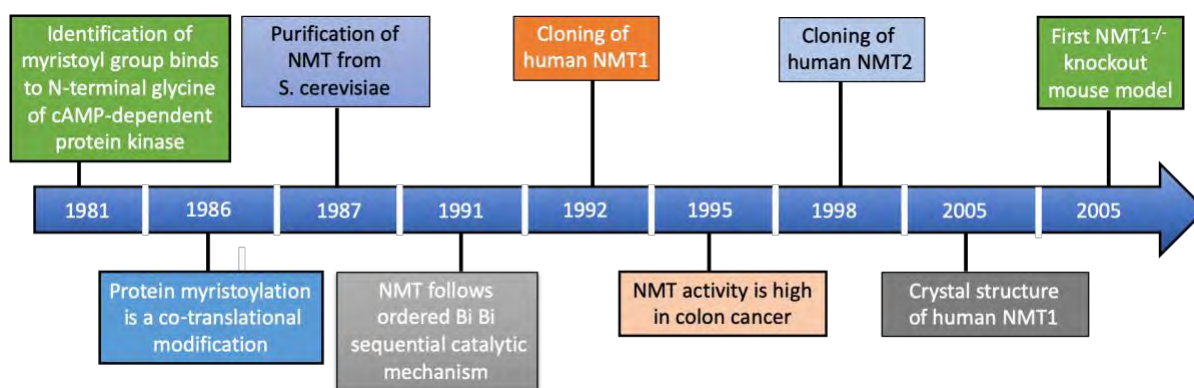 Identification of
myristoyl group binds
to N-terminal glycine
of cAMP-dependent
protein kinase
Purification of
NMT from
S. cerevisiae
Cloning of
human NMT1
Cloning of
human NMT2
First NMT1-/-
knockout
mouse model
1981
1986
1987
1991
1992
1995
1998
2005
2005
Protein myristoylation
is a co-translational
modification
NMT follows
ordered Bi Bi
sequential catalytic
mechanism
NMT activity is high
in colon cancer
Crystal structure
of human NMT1